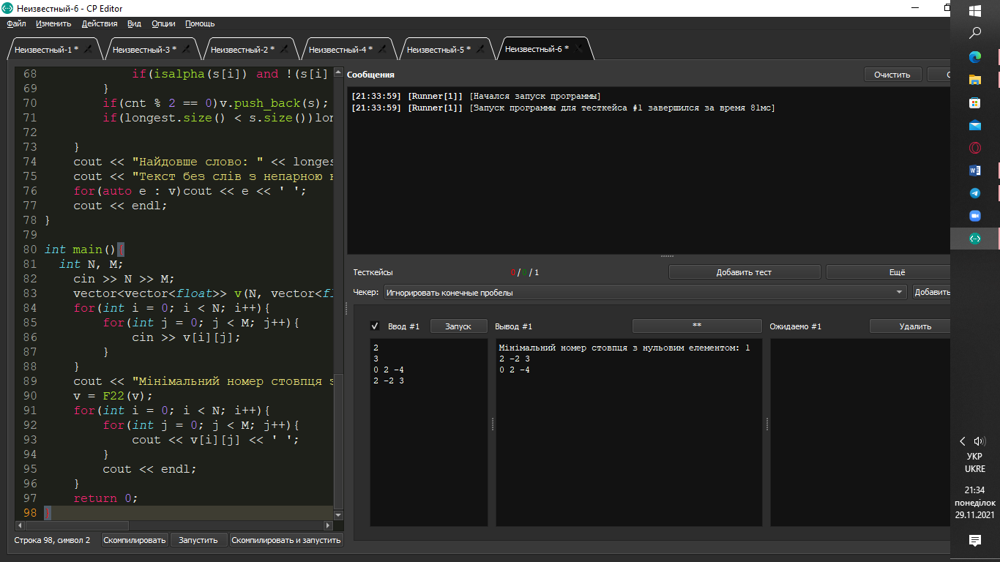 Неизвестный-6 - CP Editor
Файл Изменить Действия Вид Опции Помощь
Неизвестный-1 * Неизвестный-3 * Неизвестный-2 * Неизвестный-4 * Неизвестный-5 * Неизвестный-6 *
68 if(isalpha(s[i]) and !(s[i]
69 }
70 if(cnt % 2 == 0)v.push_back(s);
71 if(longest.size() < s.size())lon
72
73 }
74 cout << "Найдовше слово: " << longes
75 cout << "Текст без слів з непарною
76 for(auto e : v)cout << e << ' ';
77 cout << endl;
78 }
79
80 int main(){
81 int N, M;
82 cin >> N >> M;
83 vector<vector<float>> v(N, vector<fl
84 for(int i = 0; i < N; i++){
85 for(int j = 0; j < M; j++){
86 cin >> v[i][j];
87 }
88 }
89 cout << "Мінімальний номер стовпця з
90 v = F22(v);
91 for(int i = 0; i < N; i++){
92 for(int j = 0; j < M; j++){
93 cout << v[i][j] << ' ';
94 }
95 cout << endl;
96 }
97 return 0;
98 }
Строка 98, символ 2 Скомпилировать Запустить Скомпилировать и запустить
Сообщения Очистить
[21:33:59] [Runner[1]] [Начался запуск программы]
[21:33:59] [Runner[1]] [Запуск программы для тесткейса #1 завершился за время 81мс]
Тесткейсы 0 / 0 / 1 Добавить тест Ещё
Чекер: Игнорировать конечные пробелы Добавить
Ввод #1 Запуск Вывод #1 ** Ожидаемо #1 Удалить
2
3
0 2 -4
2 -2 3
Мінімальний номер стовпця з нульовим елементом: 1
2 -2 3
0 2 -4
УКР
UKRE
21:34
понеділок
29.11.2021